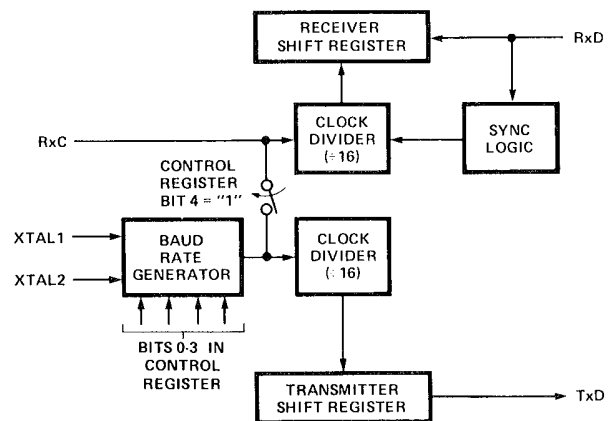 RECEIVER
SHIFT REGISTER
RxD
RxC
CLOCK
DIVIDER
(÷16)
SYNC
LOGIC
CONTROL
REGISTER
BIT 4 = "1"
XTAL1
XTAL2
BAUD
RATE
GENERATOR
CLOCK
DIVIDER
(÷16)
BITS 0-3 IN
CONTROL
REGISTER
TRANSMITTER
SHIFT REGISTER
TxD